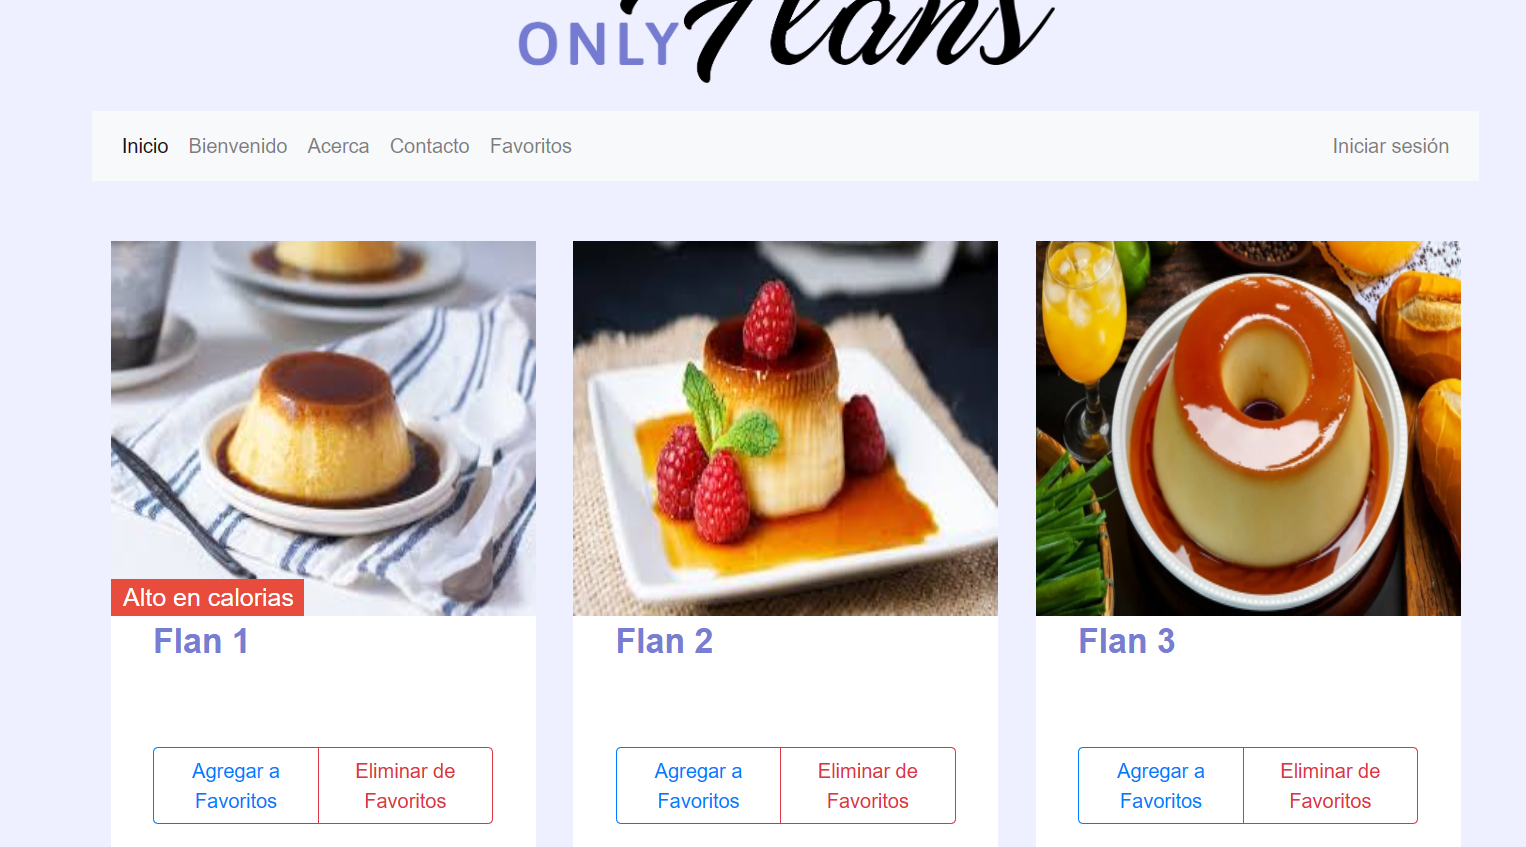 ONLY Flans
Inicio Bienvenido Acerca Contacto Favoritos Iniciar sesión
Alto en calorias
Flan 1
Flan 2
Flan 3
Agregar a
Favoritos
Eliminar de
Favoritos
Agregar a
Favoritos
Eliminar de
Favoritos
Agregar a
Favoritos
Eliminar de
Favoritos